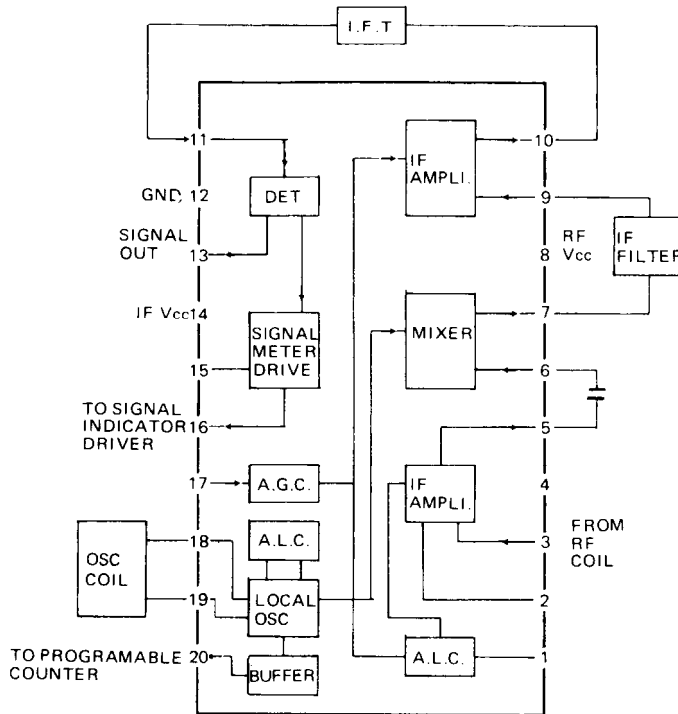 I.F.T
11
10
IF
AMPLI.
GND, 12
DET
9
SIGNAL
OUT
13
RF
Vcc
8
IF
FILTER
IF Vcc14
7
SIGNAL
METER
DRIVE
MIXER
15
6
TO SIGNAL
INDICATOR
DRIVER
16
5
17
A.G.C.
IF
AMPLI.
4
18
A.L.C.
3
FROM
RF
COIL
OSC
COIL
19
LOCAL
OSC
2
TO PROGRAMABLE
COUNTER
20
BUFFER
A.L.C.
1